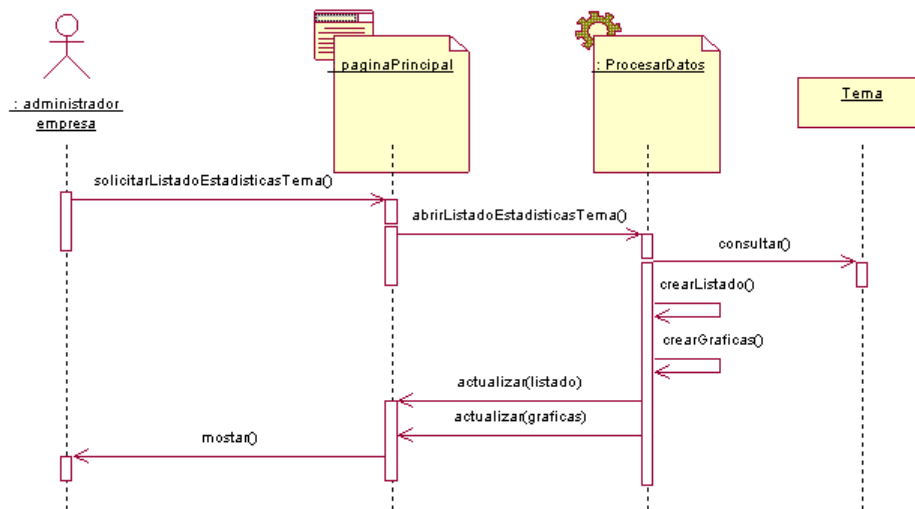 paginaPrincipal
: ProcesarDatos
Tema
: administrador
empresa
solicitarListadoEstadisticasTema()
abrirListadoEstadisticasTema()
consultar()
crearListado()
crearGraficas()
actualizar(listado)
actualizar(graficas)
mostar()